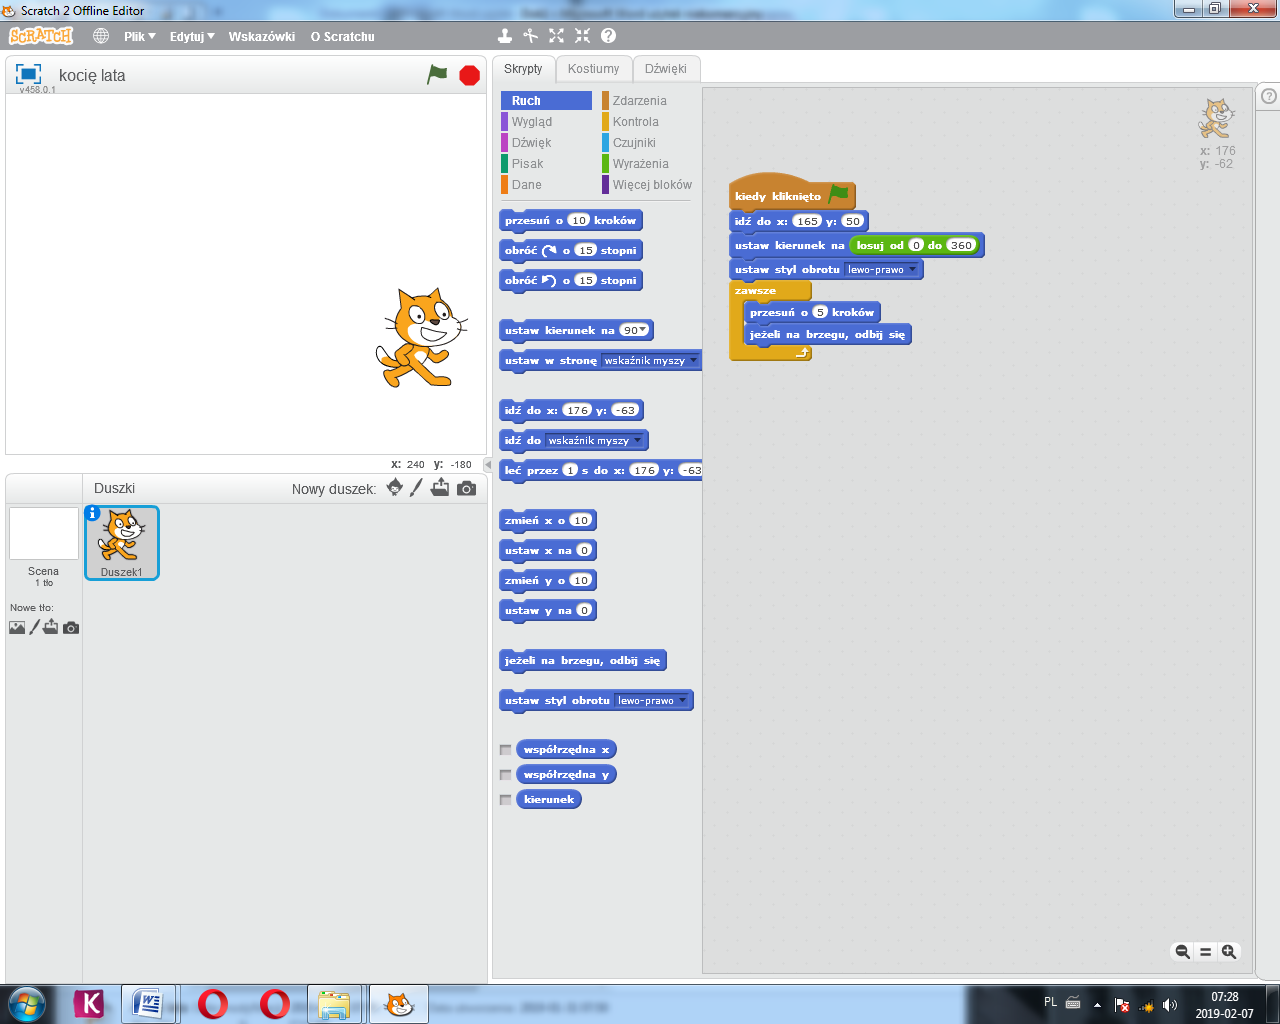 Scratch 2 Offline Editor
SCRATCH Plik Edytuj Wskazówki O Scratchu
kocię lata
v458.0.1
x: 240 y: -180
Duszki Nowy duszek:
Duszek1
Scena
1 tło
Nowe tło:
Skrypty Kostiumy Dźwięki
Ruch Zdarzenia
Wygląd Kontrola
Dźwięk Czujniki
Pisak Wyrażenia
Dane Więcej bloków
przesuń o 10 kroków
obróć o 15 stopni
obróć o 15 stopni
ustaw kierunek na 90
ustaw w stronę wskaźnik myszy
idź do x: 176 y: -63
idź do wskaźnik myszy
leć przez 1 s do x: 176 y: -63
zmień x o 10
ustaw x na 0
zmień y o 10
ustaw y na 0
jeżeli na brzegu, odbij się
ustaw styl obrotu lewo-prawo
współrzędna x
współrzędna y
kierunek
x: 176
y: -62
kiedy kliknięto
idź do x: 165 y: 50
ustaw kierunek na losuj od 0 do 360
ustaw styl obrotu lewo-prawo
zawsze
przesuń o 5 kroków
jeżeli na brzegu, odbij się
K W PL 07:28
2019-02-07